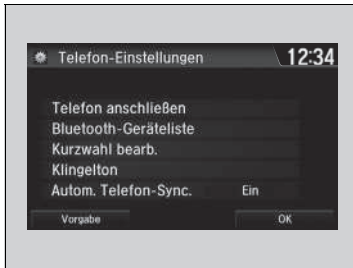 Telefon-Einstellungen 12:34
Telefon anschließen
Bluetooth-Geräteliste
Kurzwahl bearb.
Klingelton
Autom. Telefon-Sync. Ein
Vorgabe OK